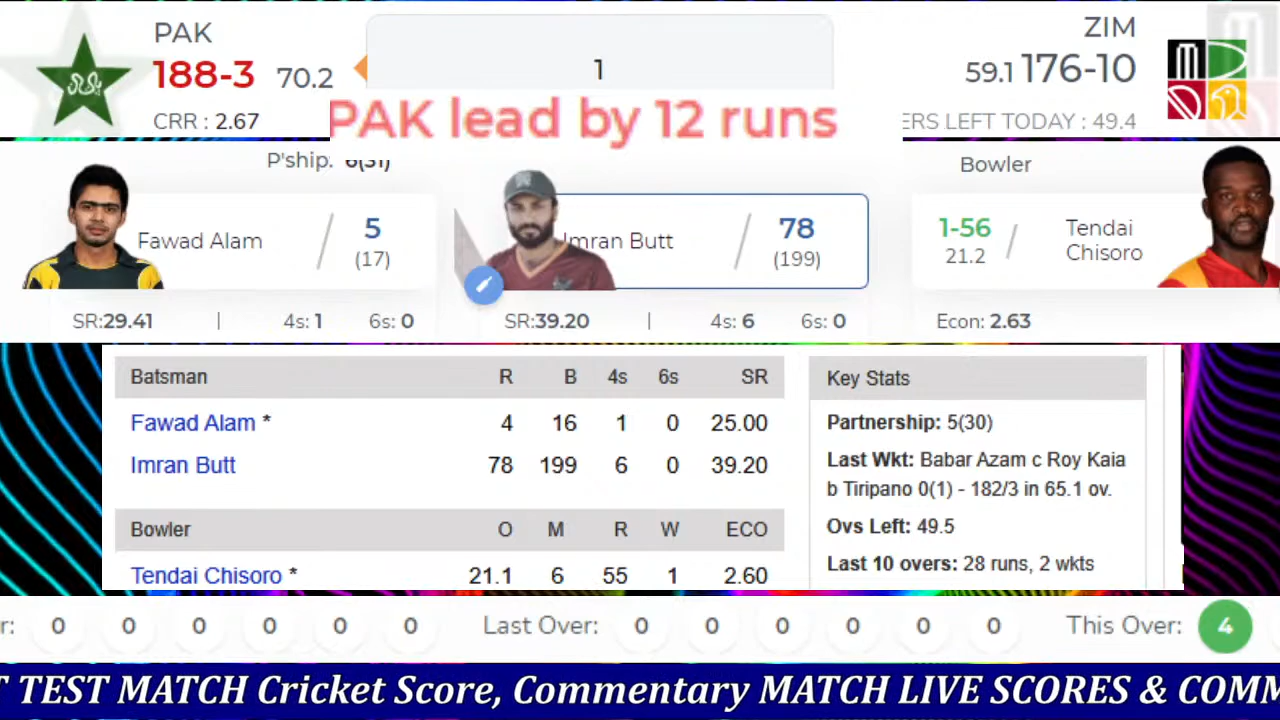 PAK
188-3 70.2
CRR : 2.67
1
PAK lead by 12 runs
ZIM
59.1 176-10
ERS LEFT TODAY : 49.4
P'ship. 6(31)
Fawad Alam
5
(17)
SR:29.41 | 4s: 1 6s: 0
Imran Butt
78
(199)
SR:39.20 | 4s: 6 6s: 0
Bowler
1-56
21.2
Tendai
Chisoro
Econ: 2.63
Batsman R B 4s 6s SR
Fawad Alam * 4 16 1 0 25.00
Imran Butt 78 199 6 0 39.20
Bowler O M R W ECO
Tendai Chisoro * 21.1 6 55 1 2.60
Key Stats
Partnership: 5(30)
Last Wkt: Babar Azam c Roy Kaia
b Tiripano 0(1) - 182/3 in 65.1 ov.
Ovs Left: 49.5
Last 10 overs: 28 runs, 2 wkts
r: 0 0 0 0 0 0 Last Over: 0 0 0 0 0 0 This Over: 4
T TEST MATCH Cricket Score, Commentary MATCH LIVE SCORES & COMM